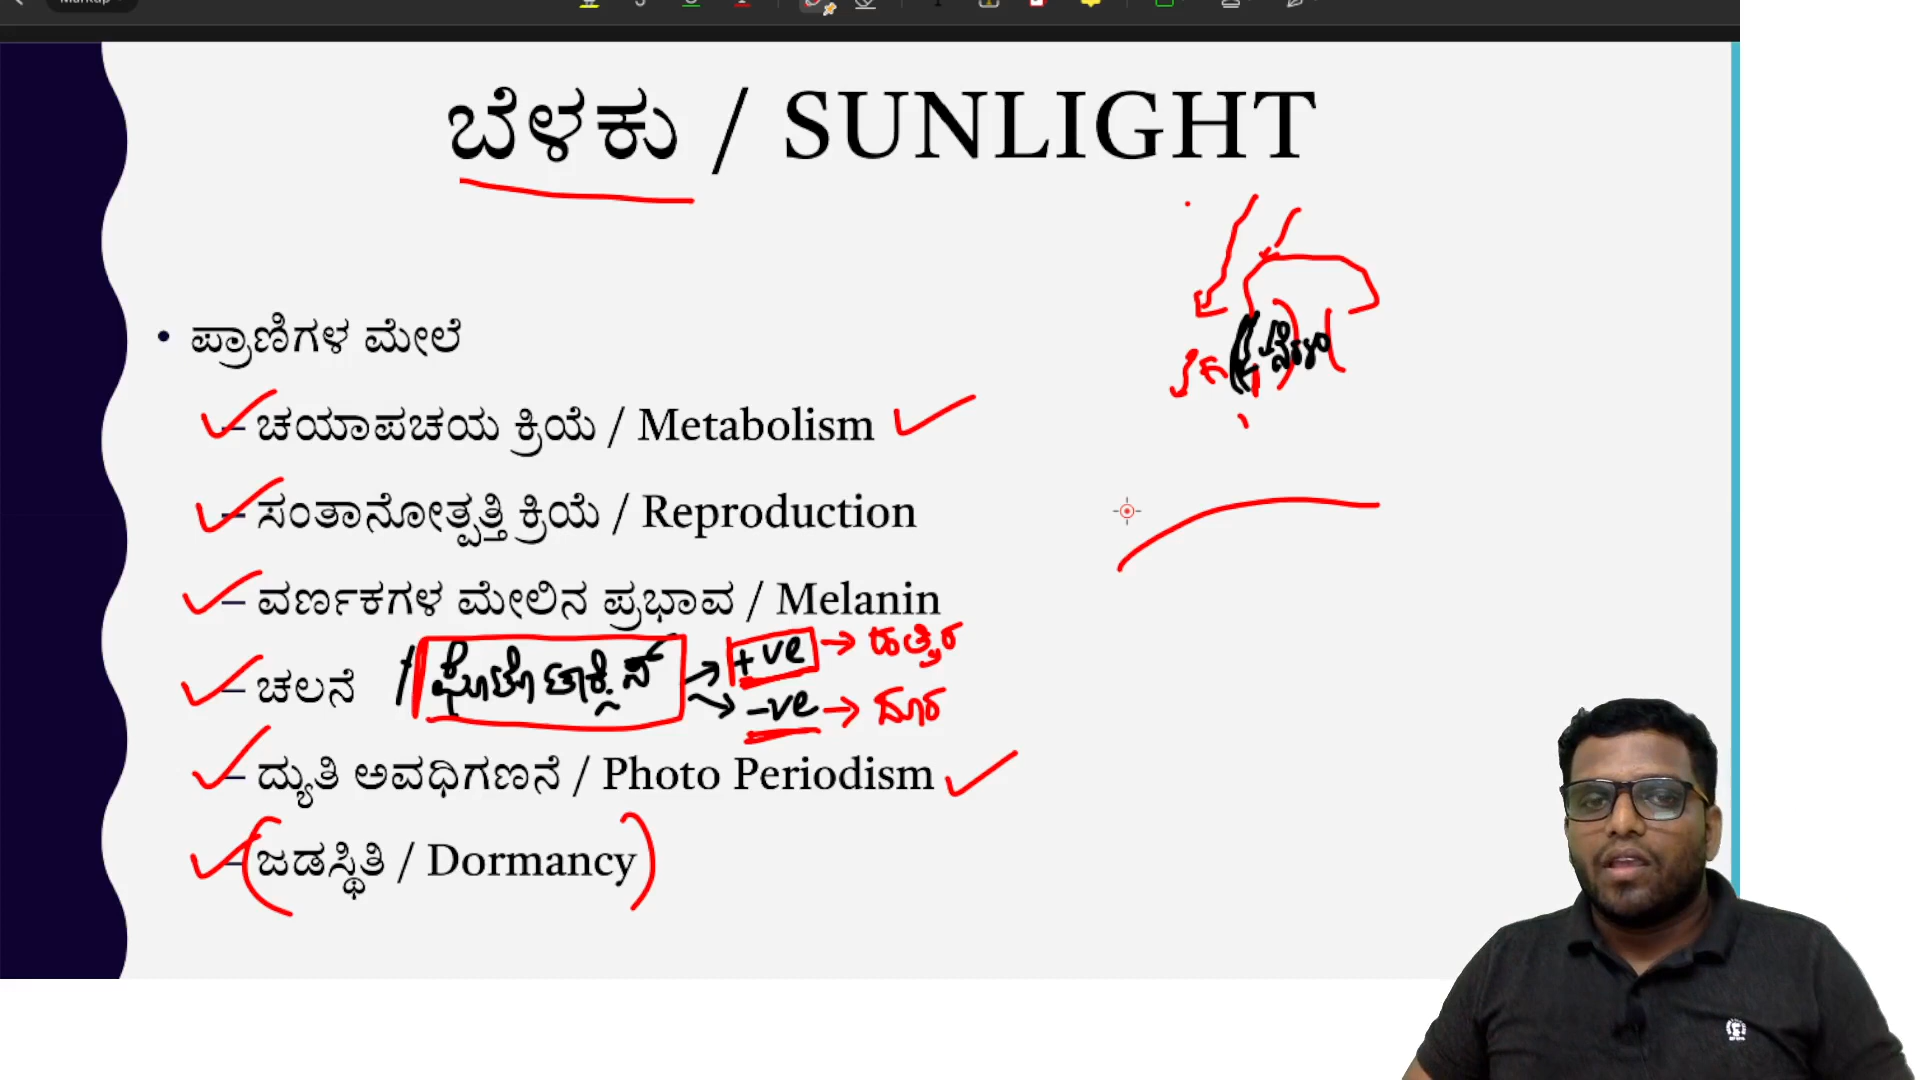 ಬೆಳಕು / SUNLIGHT
• ಪ್ರಾಣಿಗಳ ಮೇಲೆ
– ಚಯಾಪಚಯ ಕ್ರಿಯೆ / Metabolism
– ಸಂತಾನೋತ್ಪತ್ತಿ ಕ್ರಿಯೆ / Reproduction
– ವರ್ಣಕಗಳ ಮೇಲಿನ ಪ್ರಭಾವ / Melanin
– ಚಲನೆ / ಫೋಟೋಟಾಕ್ಸಿಸ್ +ve → ಹತ್ತಿರ
-ve → ದೂರ
– ದ್ಯುತಿ ಅವಧಿಗಣನೆ / Photo Periodism
– (ಜಡಸ್ಥಿತಿ / Dormancy)